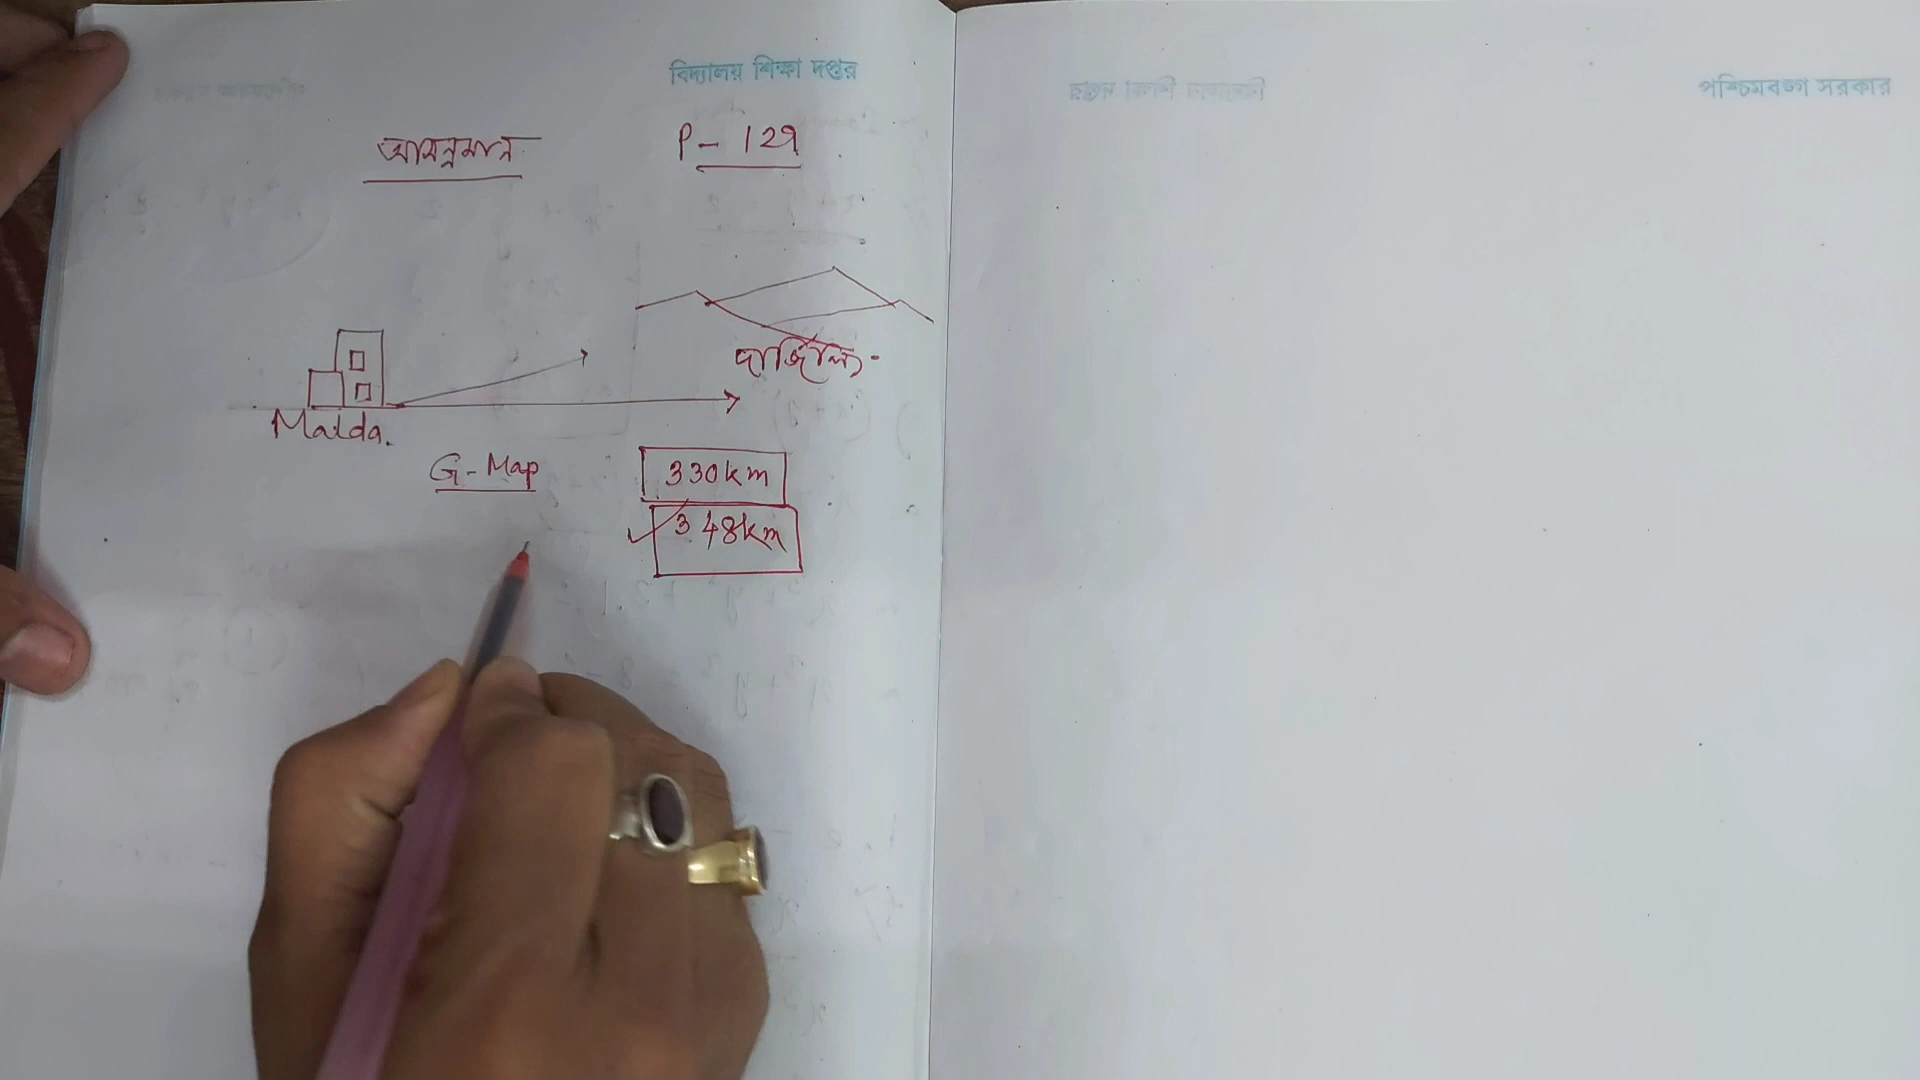 বিদ্যালয় শিক্ষা দপ্তর
পশ্চিমবঙ্গ সরকার
আসন্নমান P - 129
দার্জিলিং
Malda.
G - Map 330km
348km